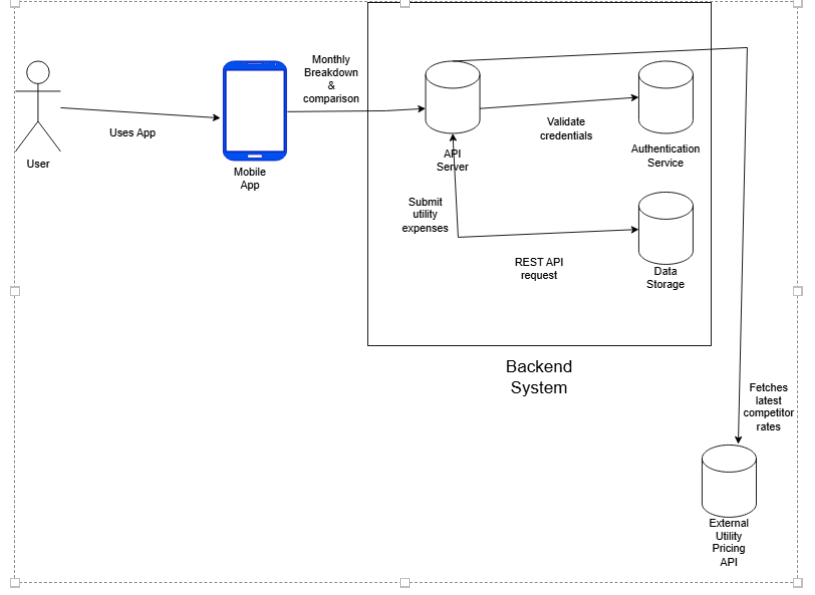 Monthly
Breakdown
&
comparison
Uses App
User
Mobile
App
API
Server
Validate
credentials
Authentication
Service
Submit
utility
expenses
REST API
request
Data
Storage
Backend
System
Fetches
latest
competitor
rates
External
Utility
Pricing
API